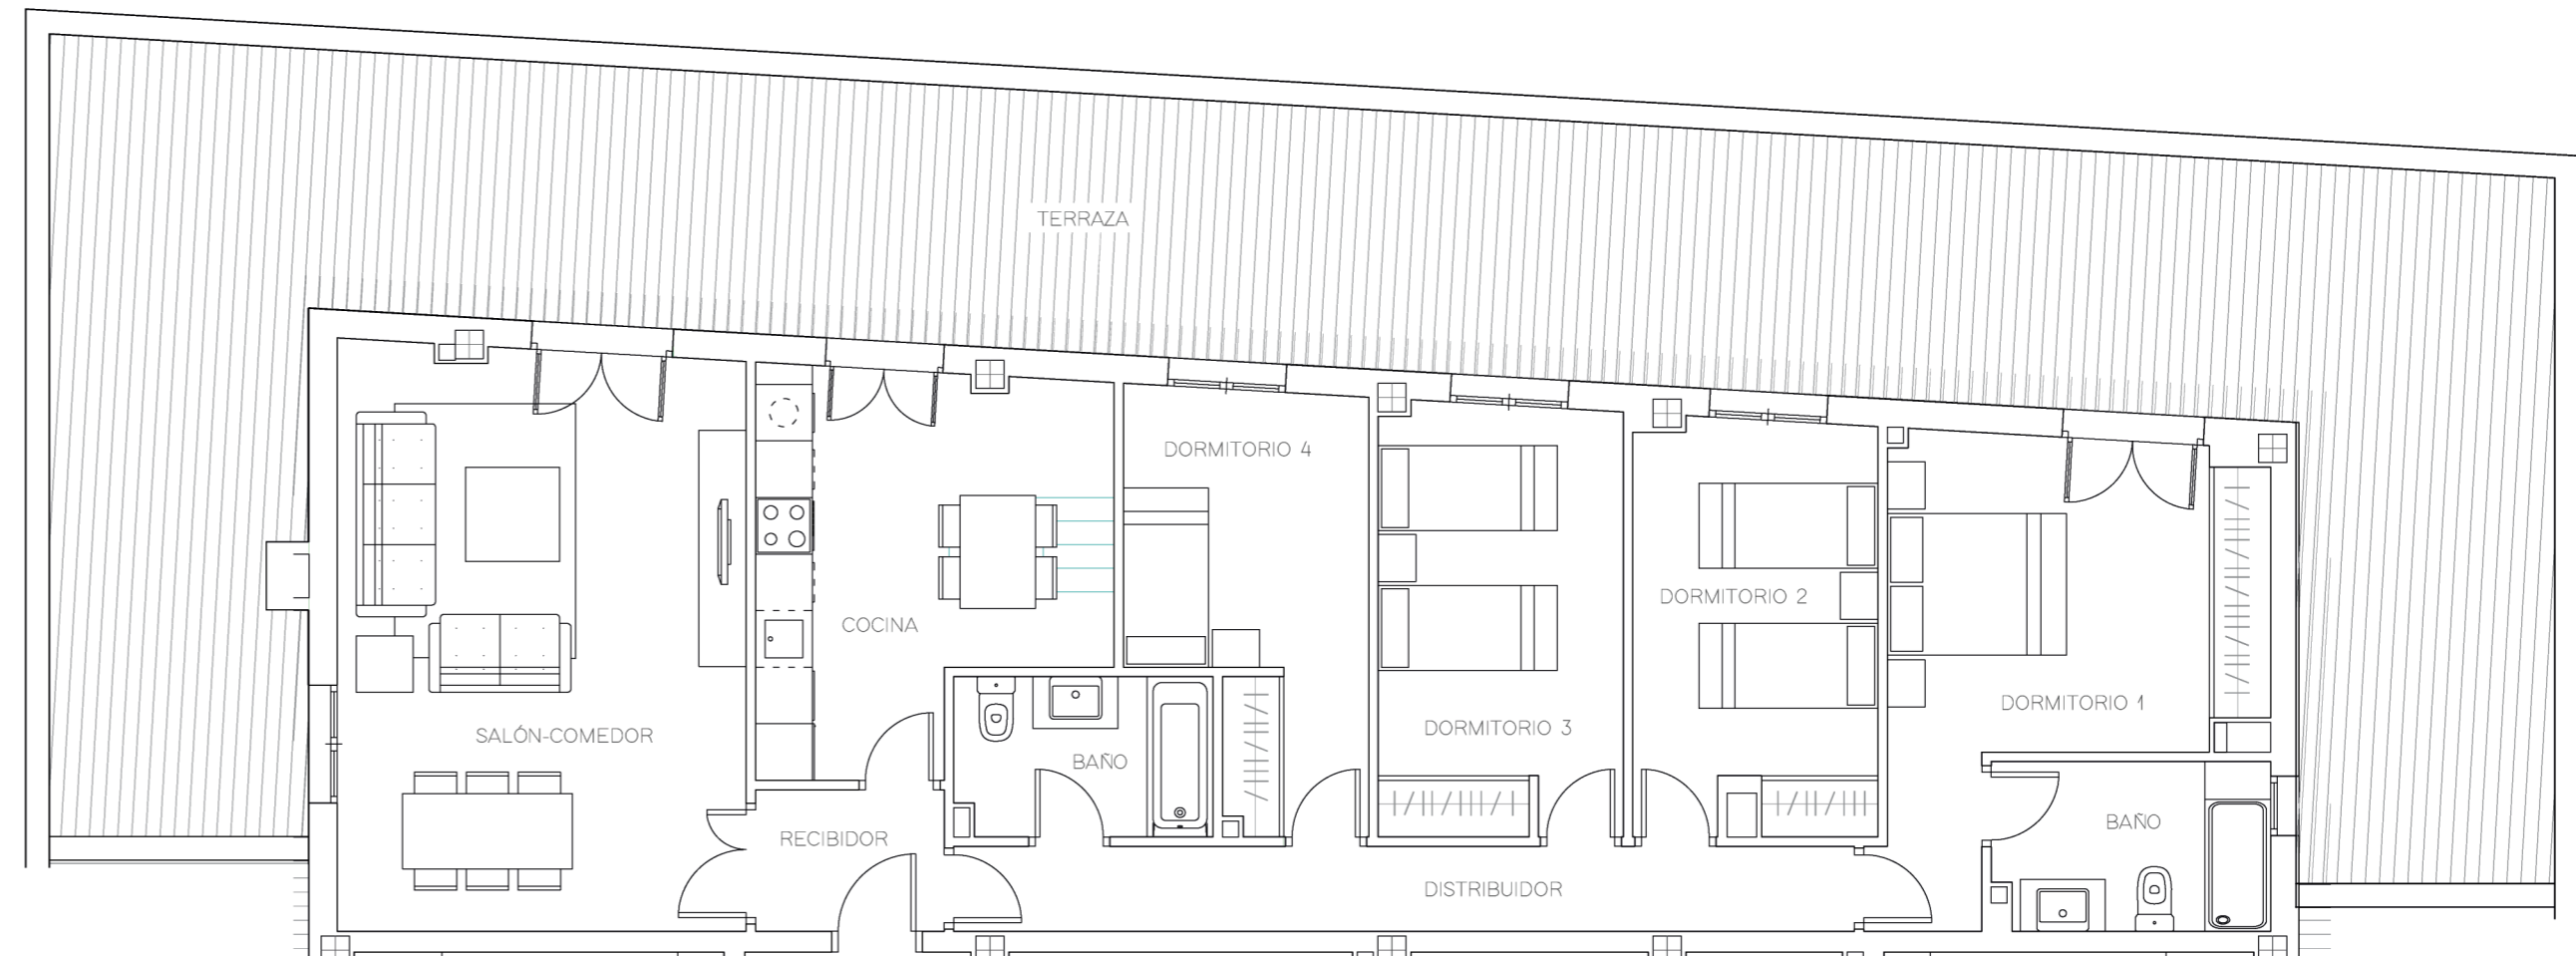 TERRAZA
DORMITORIO 4
DORMITORIO 2
COCINA
DORMITORIO 1
DORMITORIO 3
SALÓN-COMEDOR
BAÑO
BAÑO
RECIBIDOR
DISTRIBUIDOR